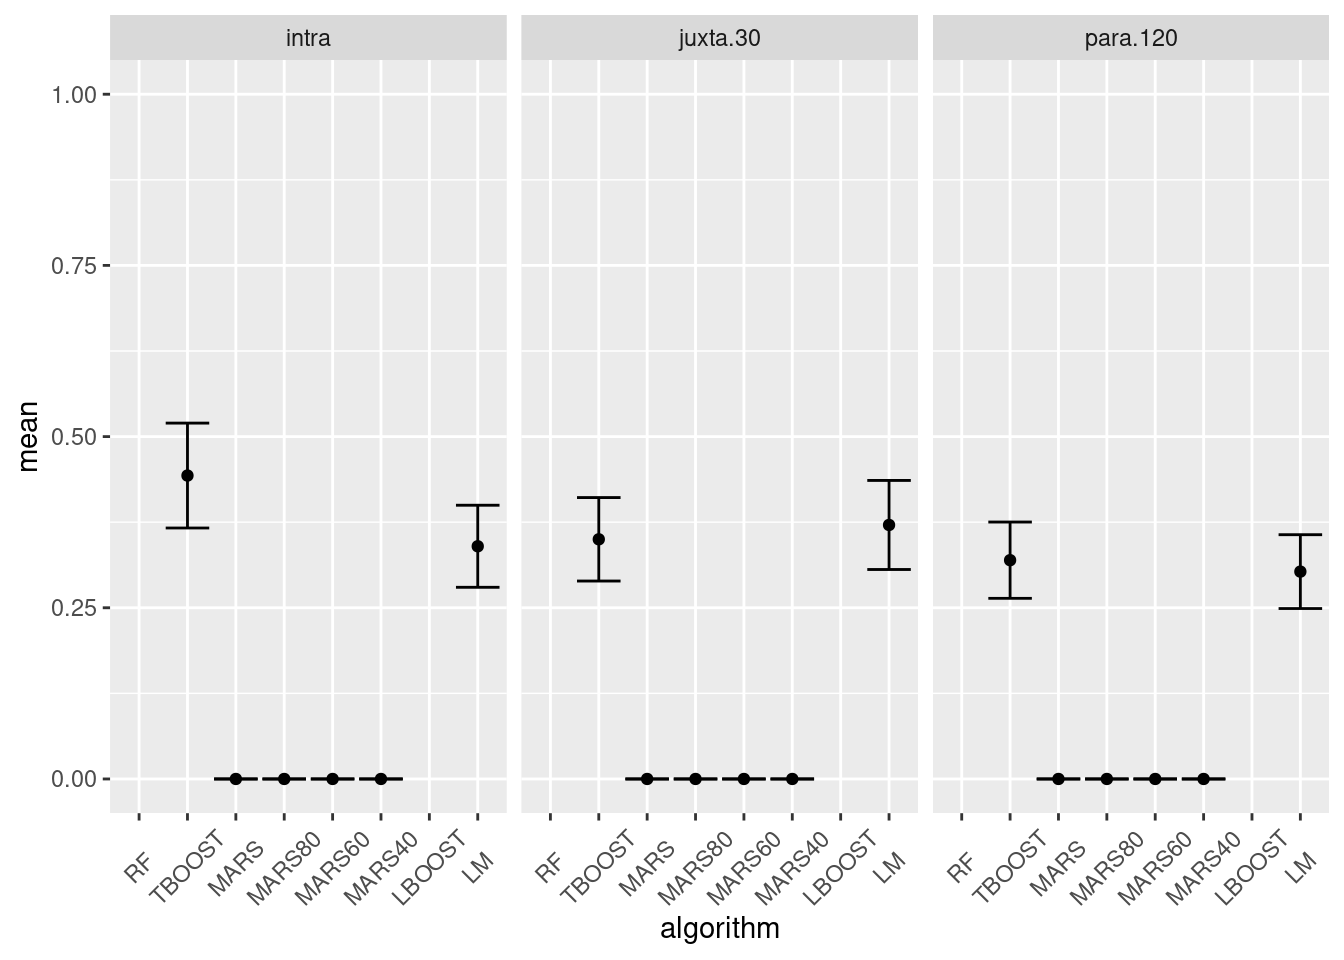 intra juxta.30 para.120
1.00
0.75
0.50
0.25
0.00
mean
RF TBOOST MARS MARS80 MARS60 MARS40 LBOOST LM RF TBOOST MARS MARS80 MARS60 MARS40 LBOOST LM RF TBOOST MARS MARS80 MARS60 MARS40 LBOOST LM
algorithm